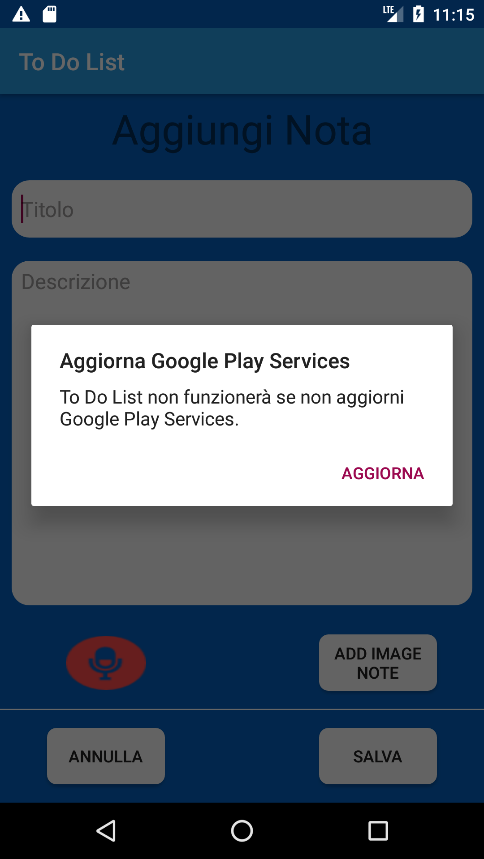 LTE 11:15
To Do List
Aggiungi Nota
Titolo
Descrizione
Aggiorna Google Play Services
To Do List non funzionerà se non aggiorni
Google Play Services.
AGGIORNA
ADD IMAGE
NOTE
ANNULLA SALVA